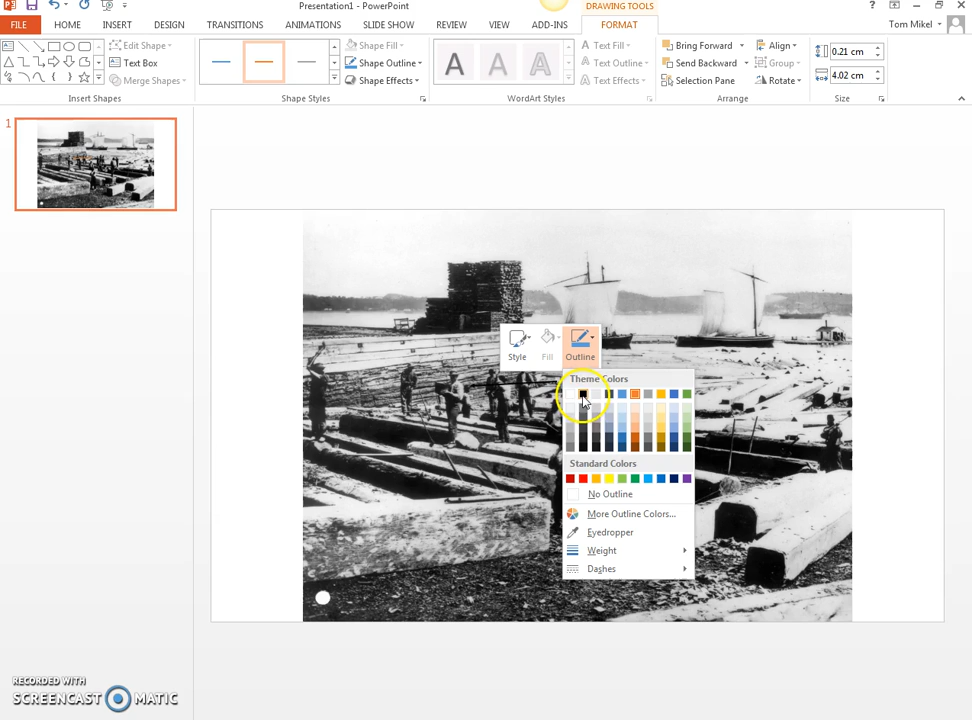 Presentation1 - PowerPoint
DRAWING TOOLS
FILE HOME INSERT DESIGN TRANSITIONS ANIMATIONS SLIDE SHOW REVIEW VIEW ADD-INS FORMAT
Tom Mikel
Edit Shape
Text Box
Merge Shapes
Insert Shapes
Shape Fill
Shape Outline
Shape Effects
Shape Styles
A A A
Text Fill
Text Outline
Text Effects
WordArt Styles
Bring Forward
Send Backward
Selection Pane
Align
Group
Rotate
Arrange
0.21 cm
4.02 cm
Size
1
Style Fill Outline
Theme Colors
Standard Colors
No Outline
More Outline Colors...
Eyedropper
Weight
Dashes
RECORDED WITH
SCREENCAST MATIC